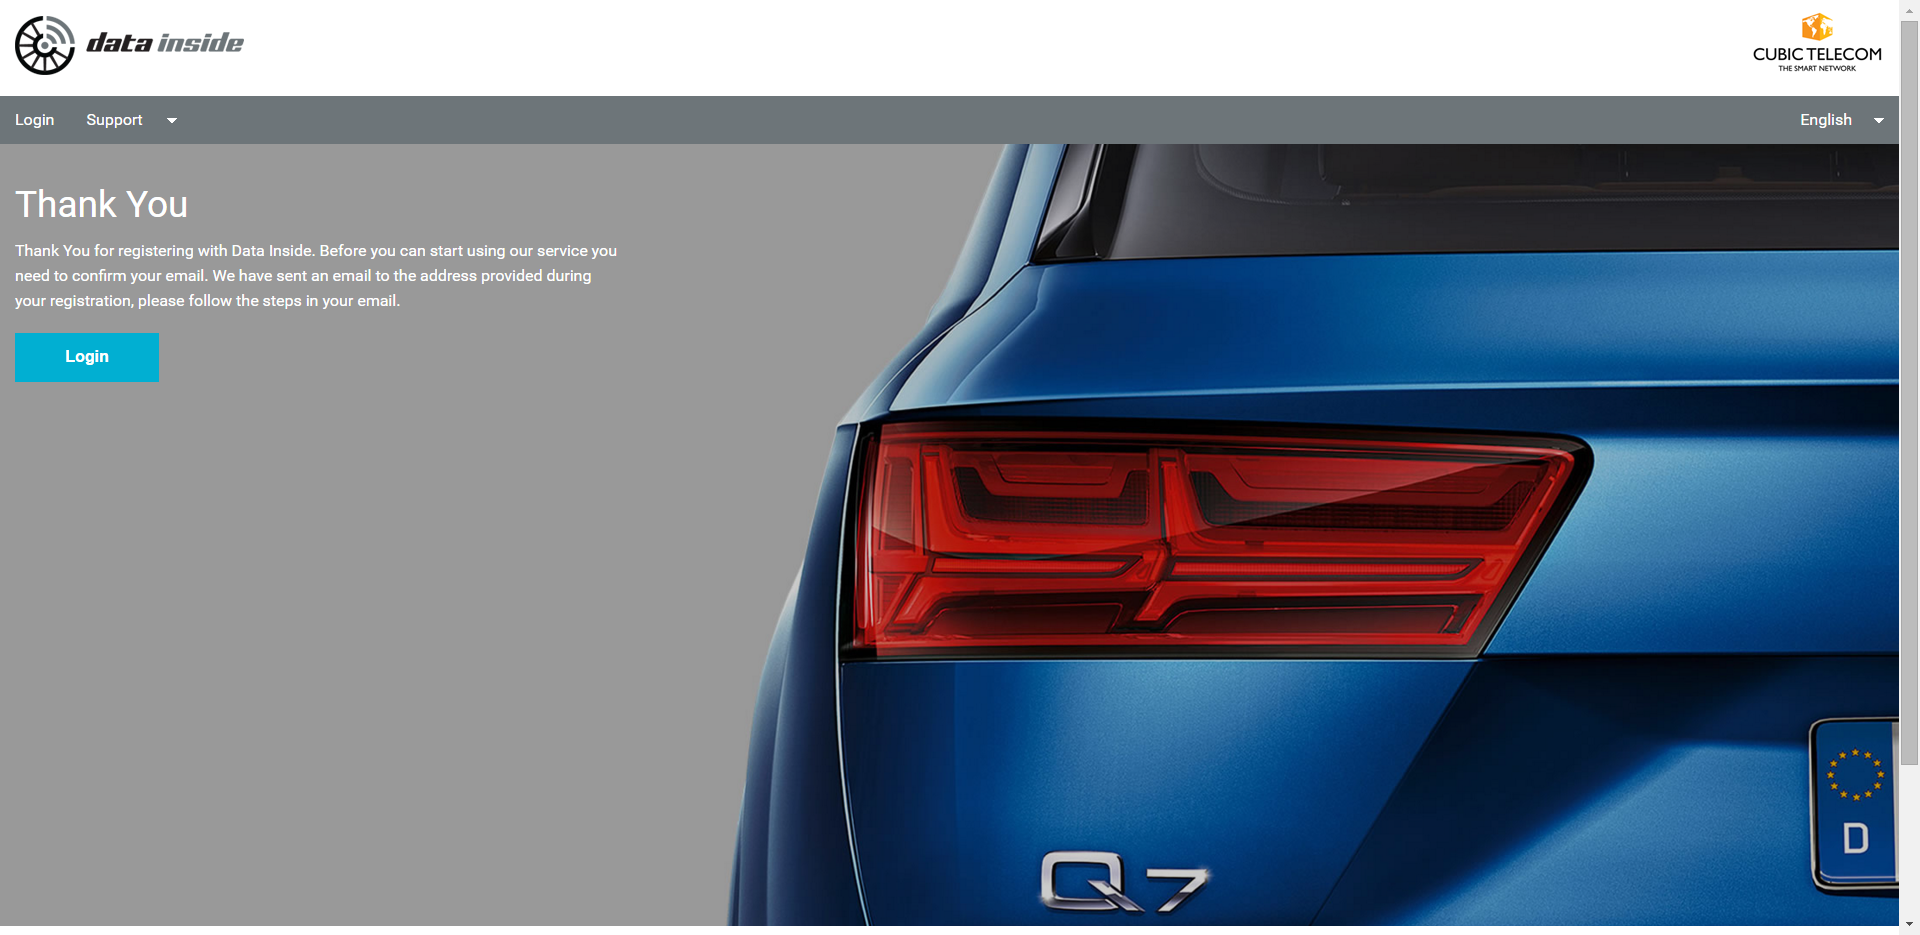 data inside
CUBIC TELECOM
THE SMART NETWORK
Login
Support
English
Thank You
Thank You for registering with Data Inside. Before you can start using our service you
need to confirm your email. We have sent an email to the address provided during
your registration, please follow the steps in your email.
Login
D
Q7